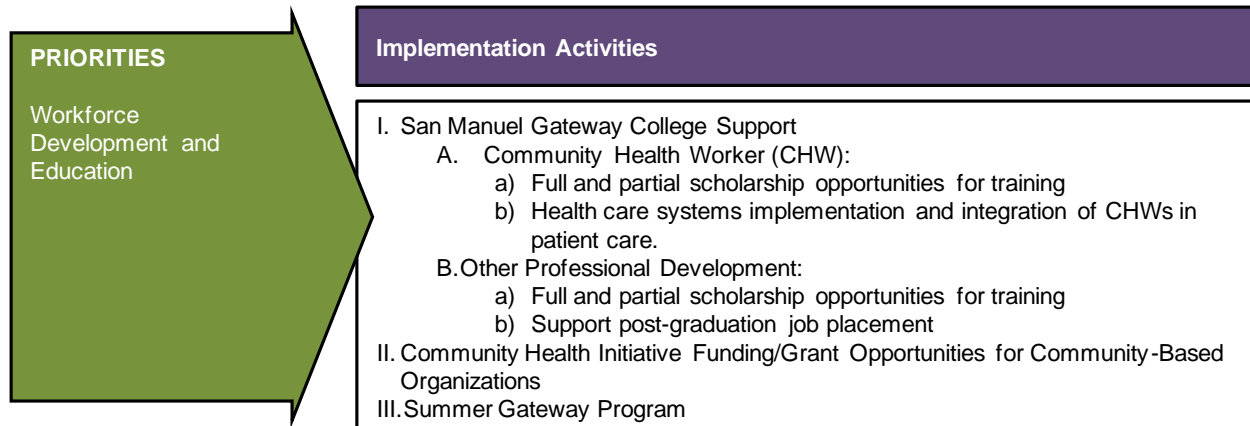 PRIORITIES
Workforce
Development and
Education
Implementation Activities
I. San Manuel Gateway College Support
A. Community Health Worker (CHW):
a) Full and partial scholarship opportunities for training
b) Health care systems implementation and integration of CHWs in
patient care.
B.Other Professional Development:
a) Full and partial scholarship opportunities for training
b) Support post-graduation job placement
II. Community Health Initiative Funding/Grant Opportunities for Community-Based
Organizations
III.Summer Gateway Program